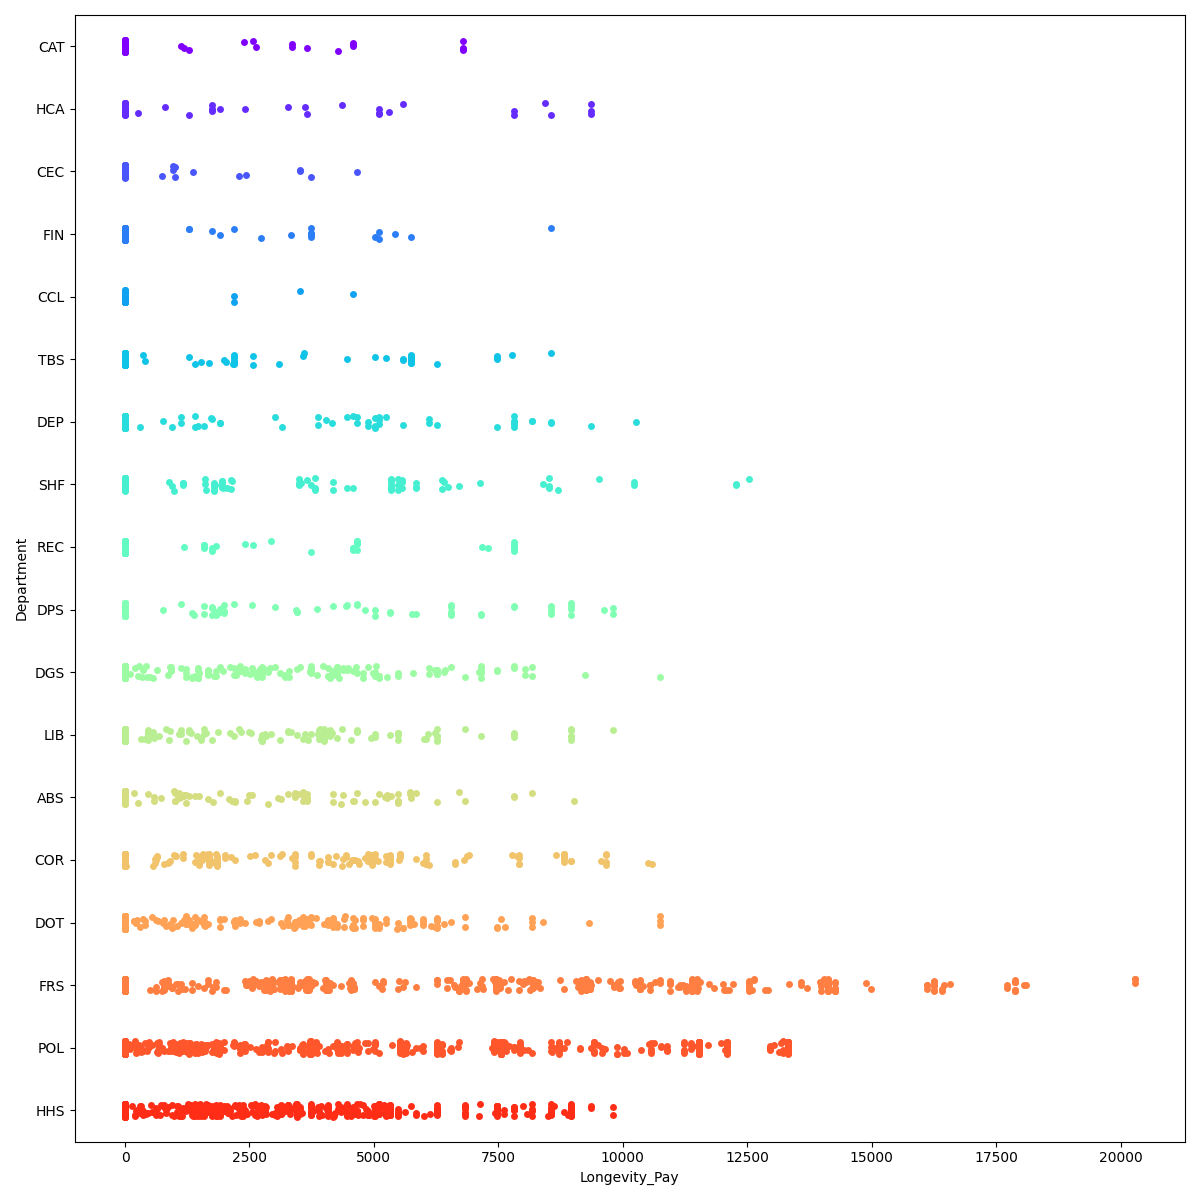 CAT
HCA
CEC
FIN
CCL
TBS
DEP
SHF
REC
DPS
DGS
LIB
ABS
COR
DOT
FRS
POL
HHS
Department
0 2500 5000 7500 10000 12500 15000 17500 20000
Longevity_Pay